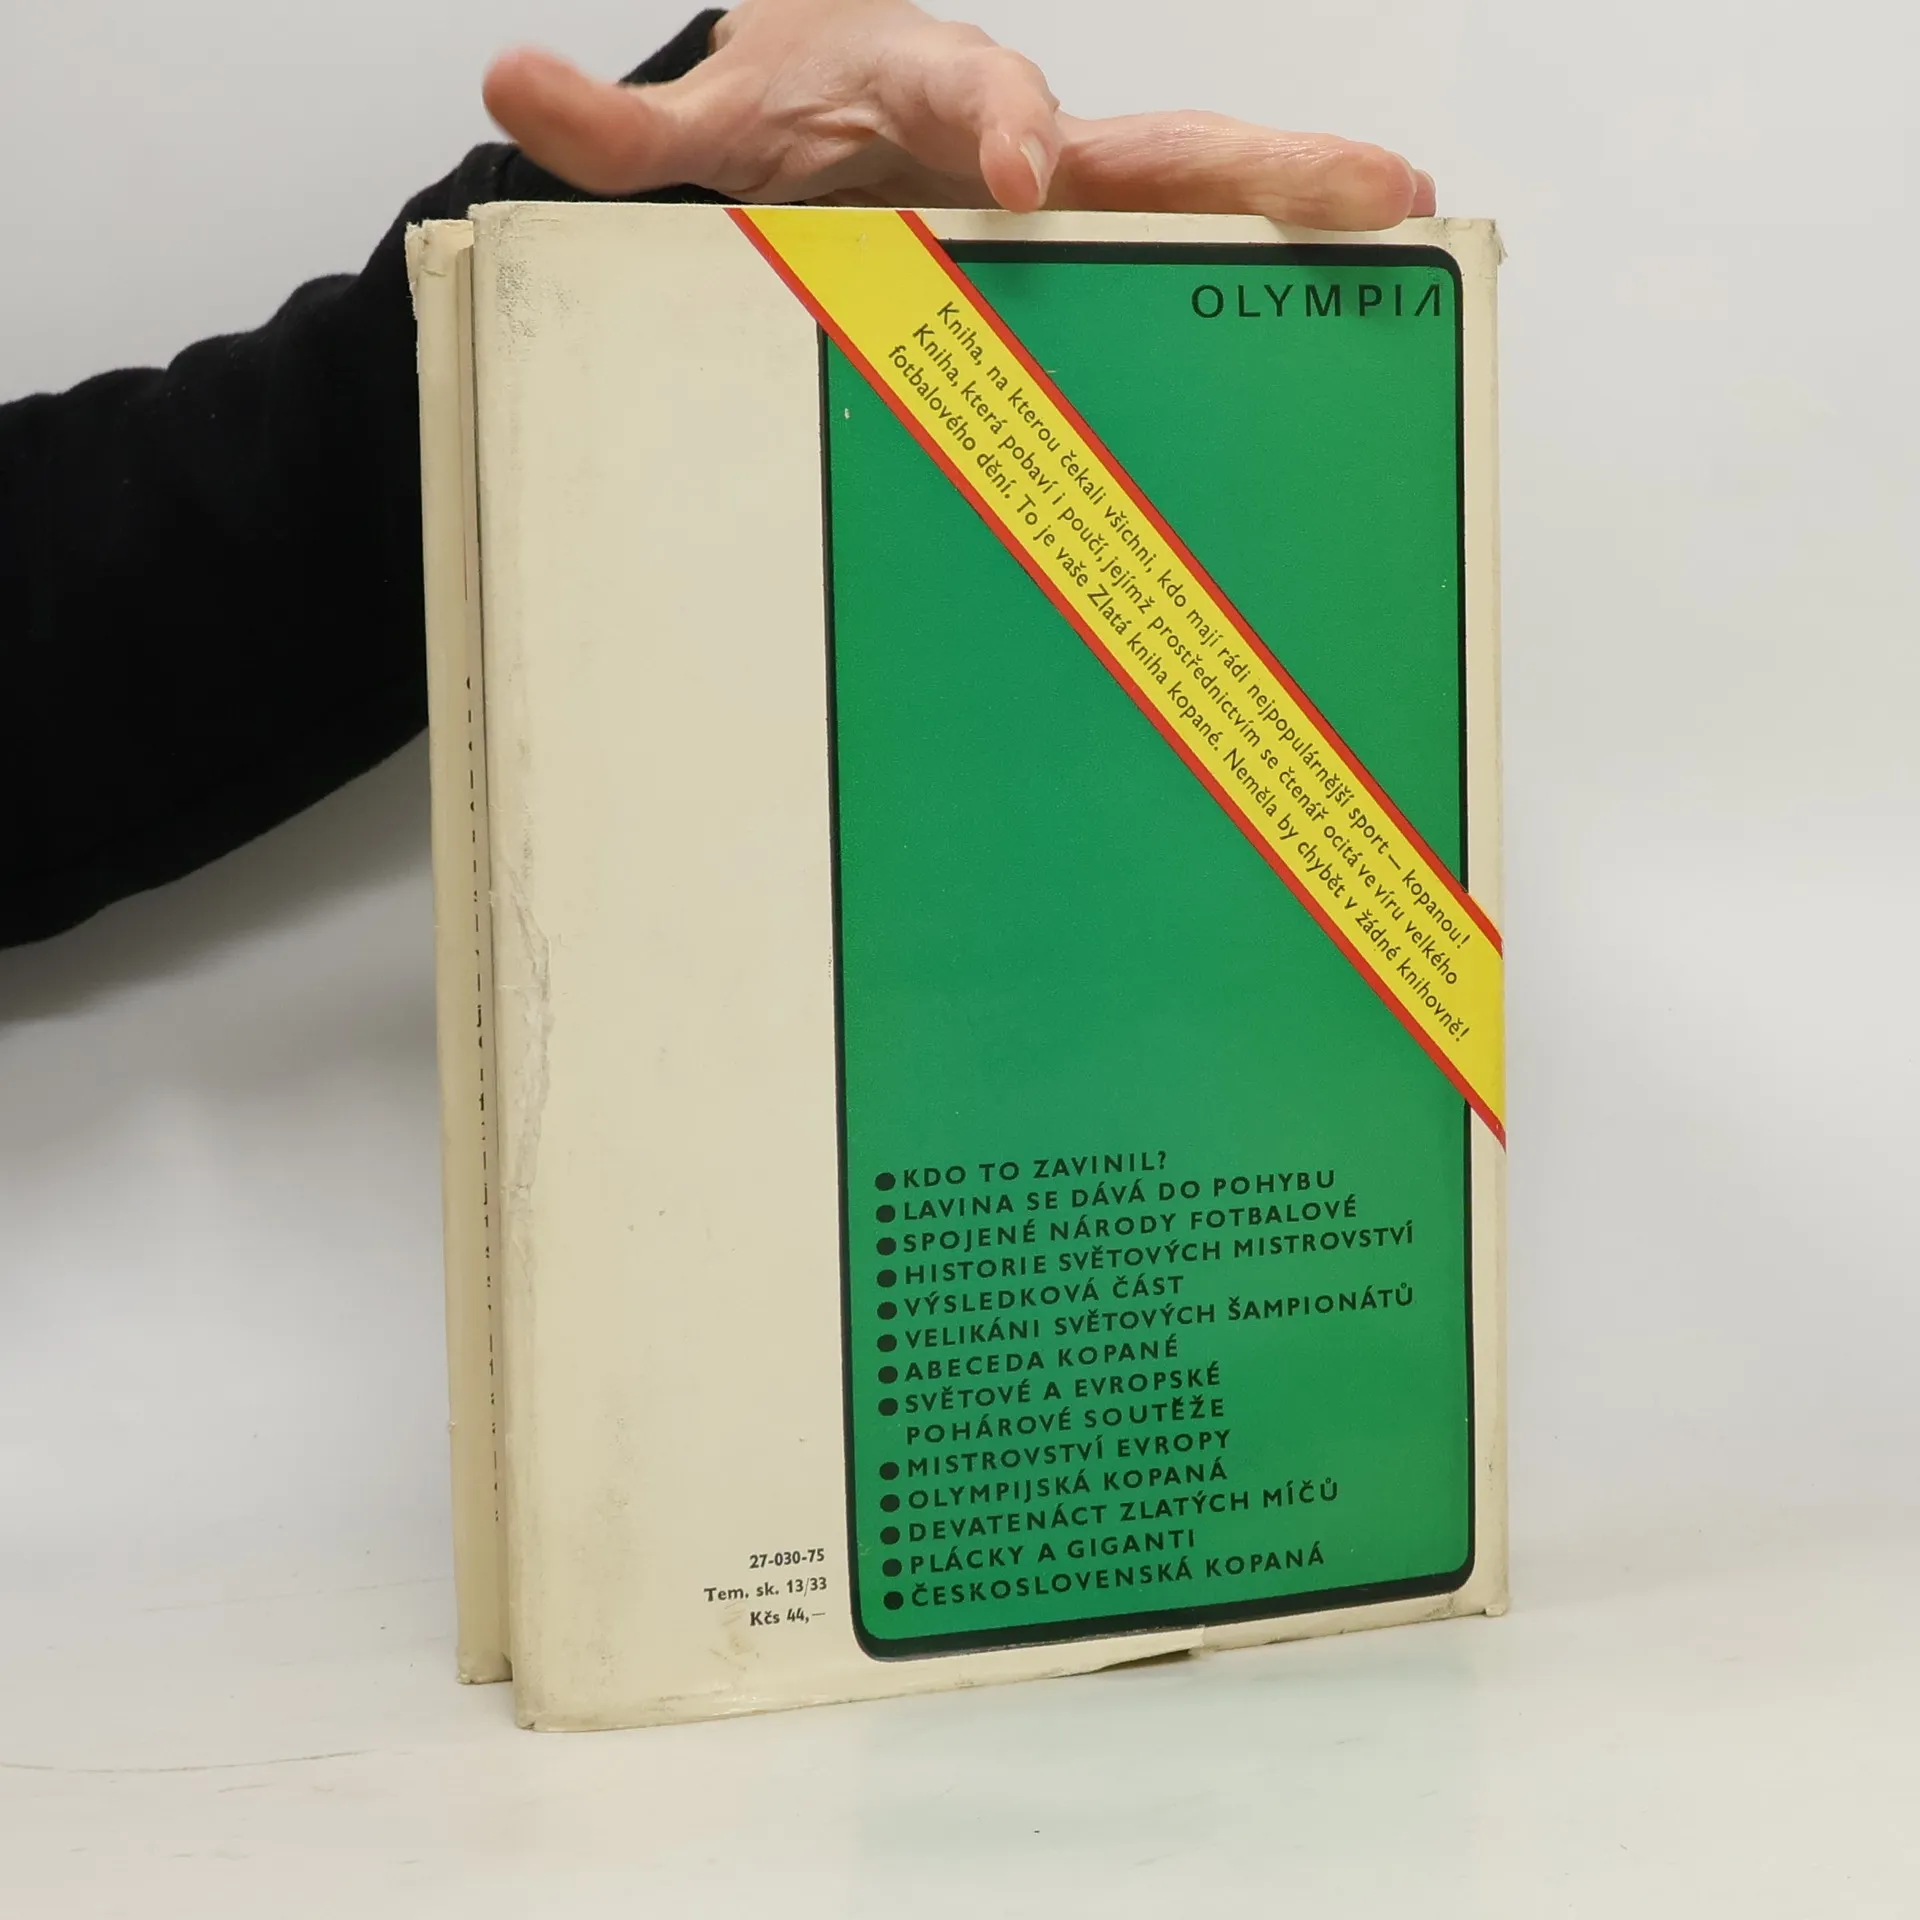 OLYMPIA
Kniha, na kterou čekali všichni, kdo mají rádi nejpopulárnější sport — kopanou!
Kniha, která pobaví i poučí, jejímž prostřednictvím se čtenář ocitá ve víru velkého
fotbalového dění. To je vaše Zlatá kniha kopané. Neměla by chybět v žádné knihovně!
● KDO TO ZAVINIL?
● LAVINA SE DÁVÁ DO POHYBU
● SPOJENÉ NÁRODY FOTBALOVÉ
● HISTORIE SVĚTOVÝCH MISTROVSTVÍ
● VÝSLEDKOVÁ ČÁST
● VELIKÁNI SVĚTOVÝCH ŠAMPIONÁTŮ
● ABECEDA KOPANÉ
● SVĚTOVÉ A EVROPSKÉ
POHÁROVÉ SOUTĚŽE
● MISTROVSTVÍ EVROPY
● OLYMPIJSKÁ KOPANÁ
● DEVATENÁCT ZLATÝCH MÍČŮ
● PLÁCKY A GIGANTI
● ČESKOSLOVENSKÁ KOPANÁ
27-030-75
Tem. sk. 13/33
Kčs 44,—